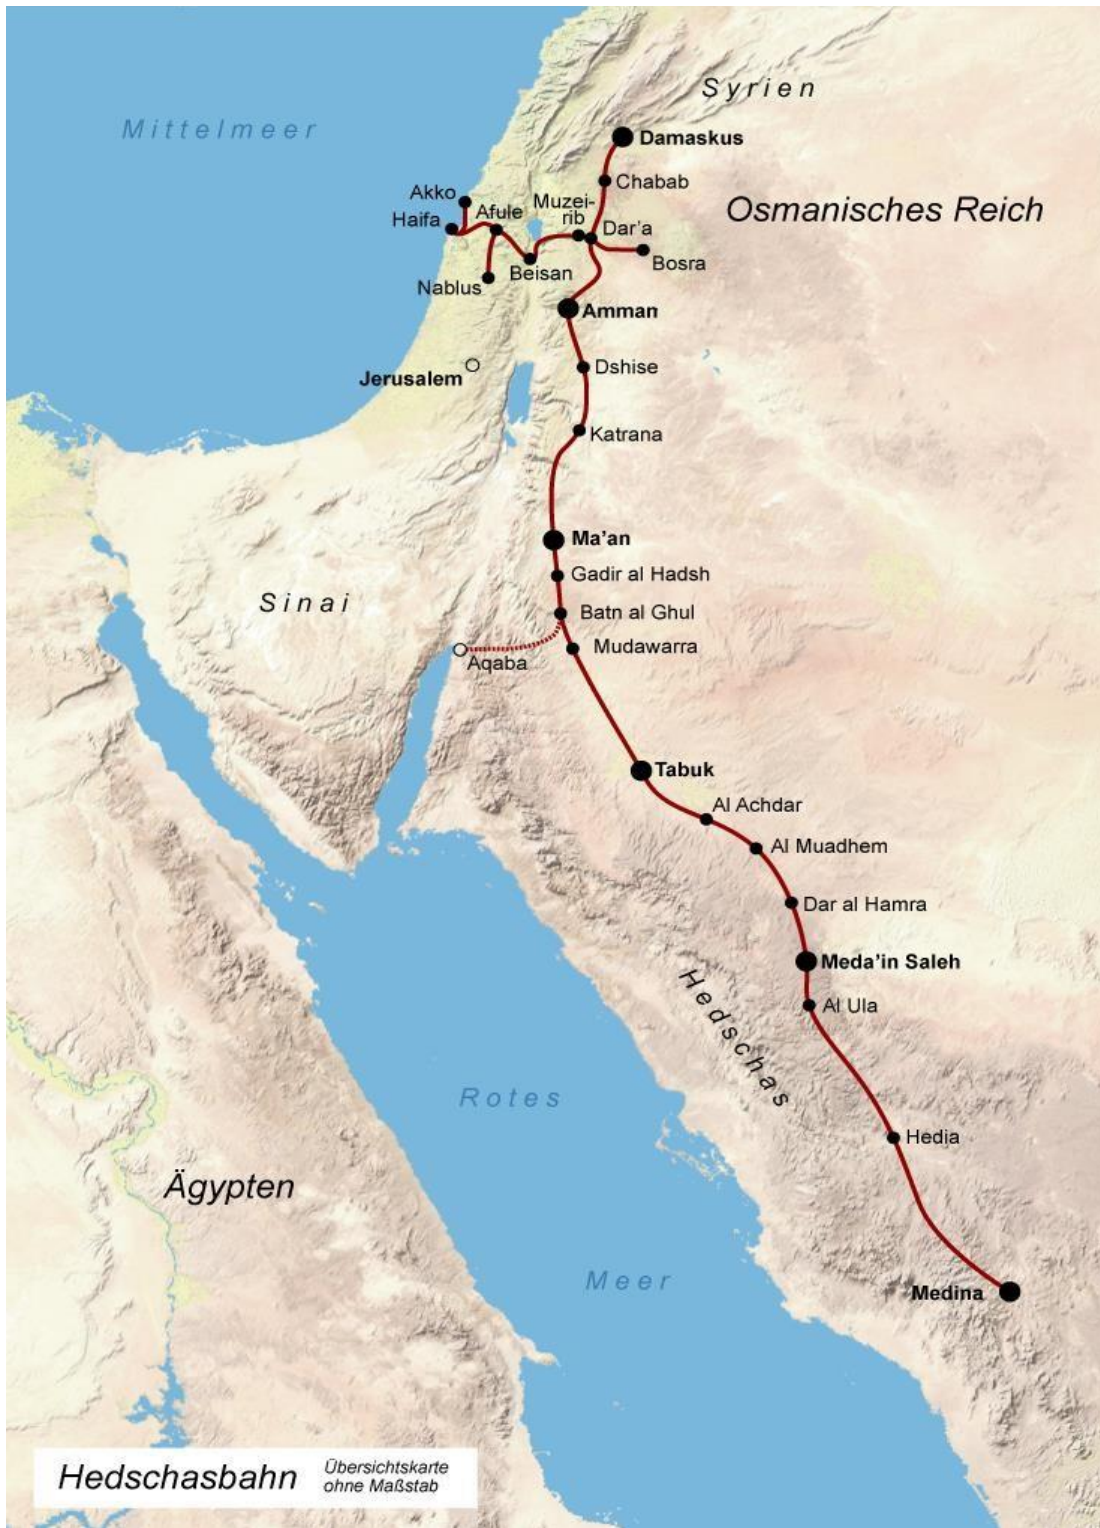 Syrien
Mittelmeer
Damaskus
Chabab
Akko
Muzei-
rib
Osmanisches Reich
Haifa
Afule
Dar'a
Beisan
Bosra
Nablus
Amman
Dshise
Jerusalem
Katrana
Ma'an
Gadir al Hadsh
Sinai
Batn al Ghul
Mudawarra
Aqaba
Tabuk
Al Achdar
Al Muadhem
Dar al Hamra
Meda'in Saleh
Al Ula
Hedschas
Rotes
Hedia
Ägypten
Meer
Medina
Hedschasbahn
Übersichtskarte
ohne Maßstab